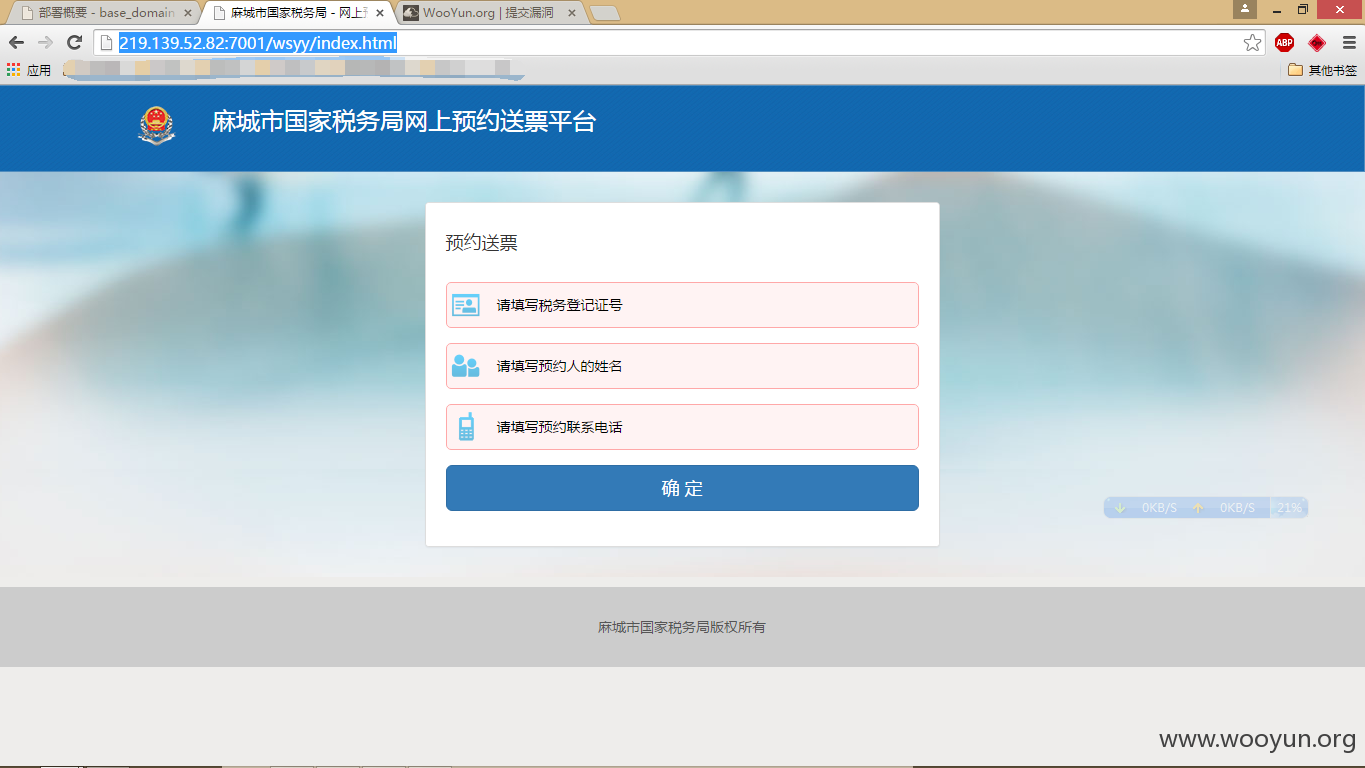 部署概要 - base_domain
麻城市国家税务局 - 网上预
WooYun.org | 提交漏洞
219.139.52.82:7001/wsyy/index.html
ABP
应用
其他书签
麻城市国家税务局网上预约送票平台
预约送票
请填写税务登记证号
请填写预约人的姓名
请填写预约联系电话
确 定
0KB/S 0KB/S 21%
麻城市国家税务局版权所有
www.wooyun.org